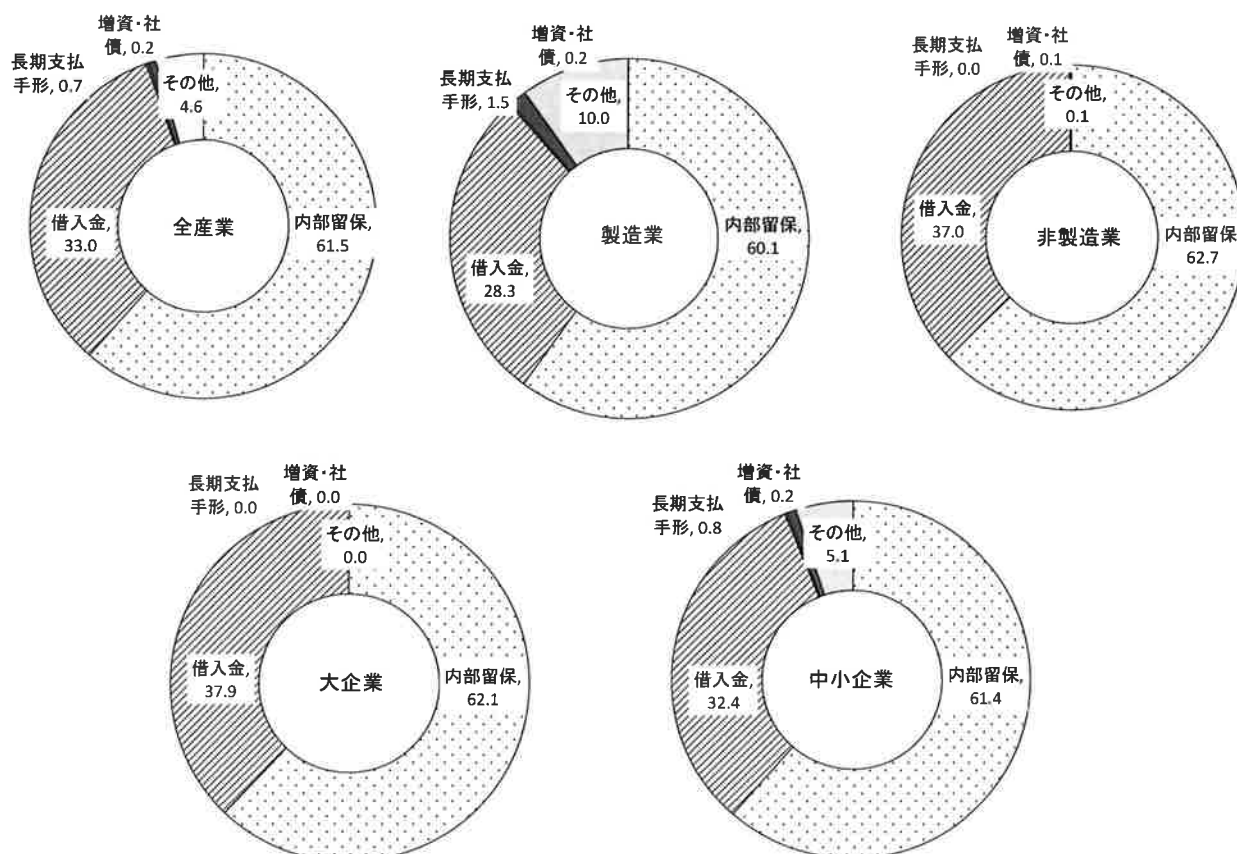 増資・社
債, 0.2
長期支払
手形, 0.7
その他,
4.6
借入金,
33.0
全産業
内部留保,
61.5
増資・社
債, 0.2
長期支払
手形, 1.5
その他,
10.0
借入金,
28.3
製造業
内部留保,
60.1
増資・社
債, 0.1
長期支払
手形, 0.0
その他,
0.1
借入金,
37.0
非製造業
内部留保,
62.7
増資・社
債, 0.0
長期支払
手形, 0.0
その他,
0.0
借入金,
37.9
大企業
内部留保,
62.1
増資・社
債, 0.2
長期支払
手形, 0.8
その他,
5.1
借入金,
32.4
中小企業
内部留保,
61.4